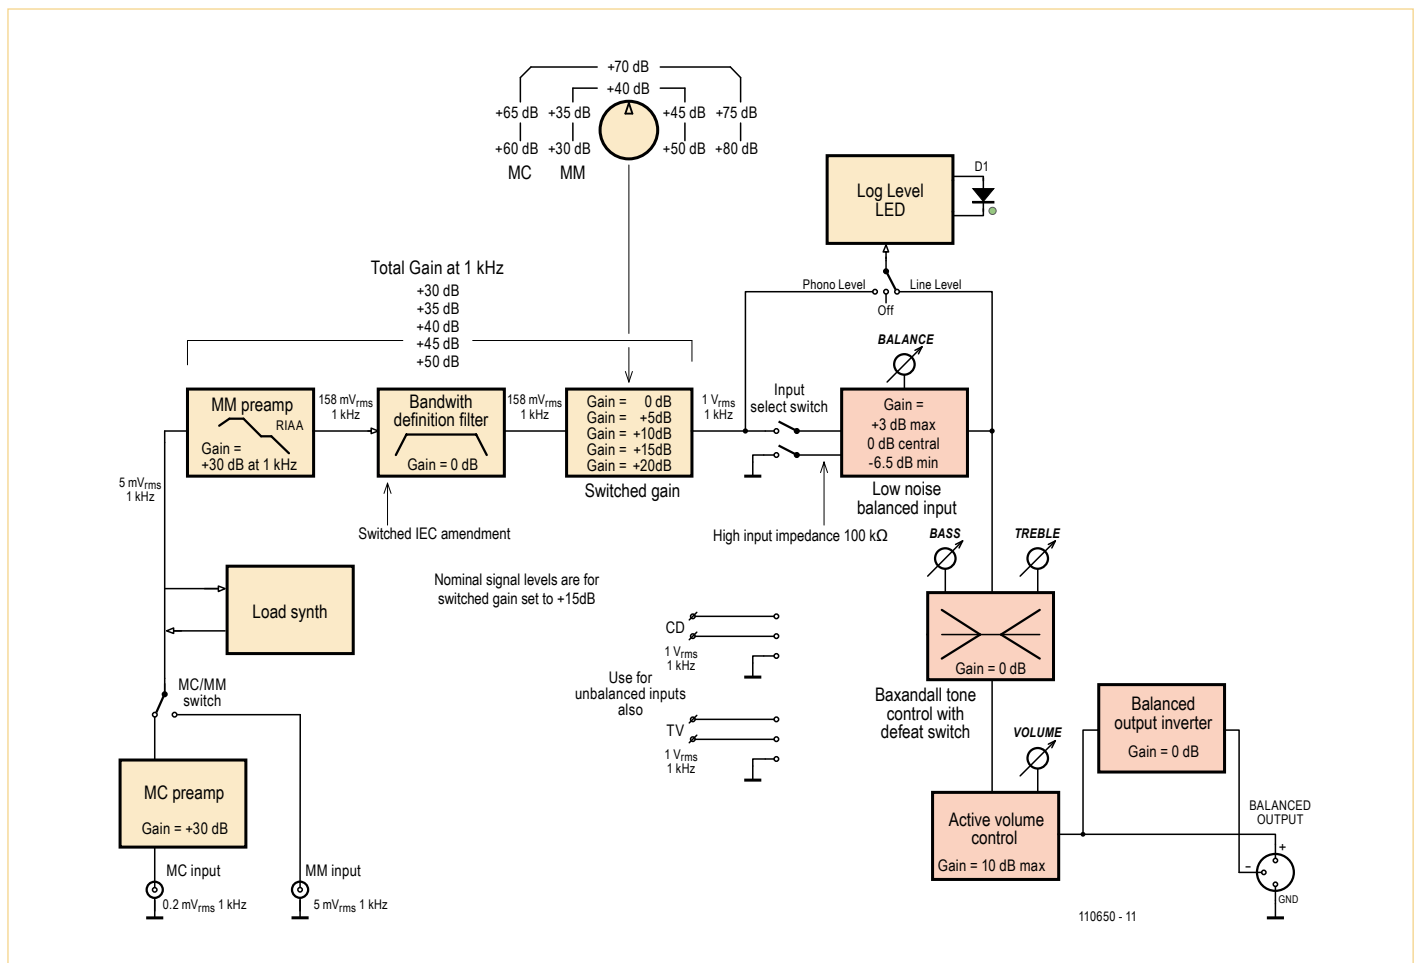 +70 dB
+40 dB
+65 dB
+35 dB
+45 dB
+75 dB
+60 dB
+30 dB
+50 dB
+80 dB
MC
MM
Log Level
LED
D1
Phono Level
Line Level
Off
Total Gain at 1 kHz
+30 dB
+35 dB
+40 dB
+45 dB
+50 dB
MM preamp
RIAA
Gain =
+30 dB at 1 kHz
158 mVrms
1 kHz
Bandwith
definition filter
Gain = 0 dB
158 mVrms
1 kHz
Gain = 0 dB
Gain = +5dB
Gain = +10dB
Gain = +15dB
Gain = +20dB
Switched gain
1 Vrms
1 kHz
Input
select switch
BALANCE
Gain =
+3 dB max
0 dB central
-6.5 dB min
Low noise
balanced input
5 mVrms
1 kHz
Switched IEC amendment
High input impedance 100 kΩ
BASS
TREBLE
Nominal signal levels are for
switched gain set to +15dB
Load synth
CD
1 Vrms
1 kHz
Use for
unbalanced inputs
also
TV
1 Vrms
1 kHz
Gain = 0 dB
Baxandall tone
control with
defeat switch
MC/MM
switch
VOLUME
Balanced
output inverter
Gain = 0 dB
MC preamp
Gain = +30 dB
Active volume
control
Gain = 10 dB max
BALANCED
OUTPUT
+
-
GND
MC input
0.2 mVrms 1 kHz
MM input
5 mVrms 1 kHz
110650 - 11